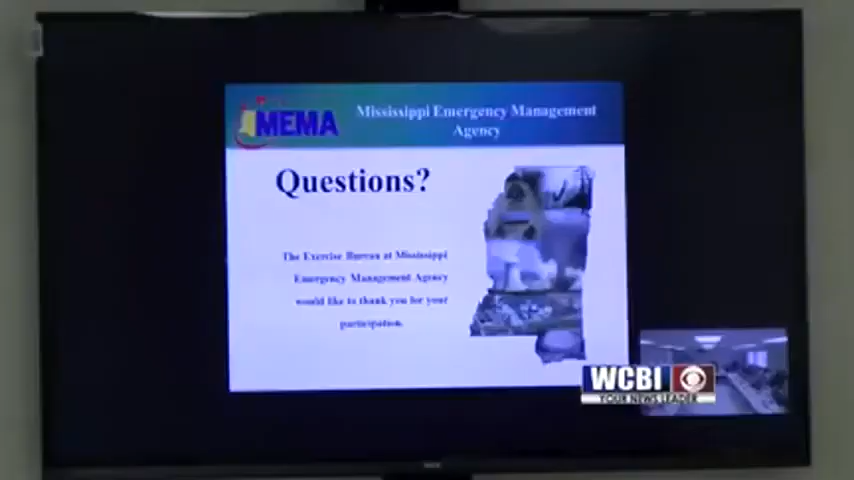 MEMA
Mississippi Emergency Management
Agency
Questions?
The Exercise Bureau at Mississippi
Emergency Management Agency
would like to thank you for your
participation.
WCBI
YOUR NEWS LEADER